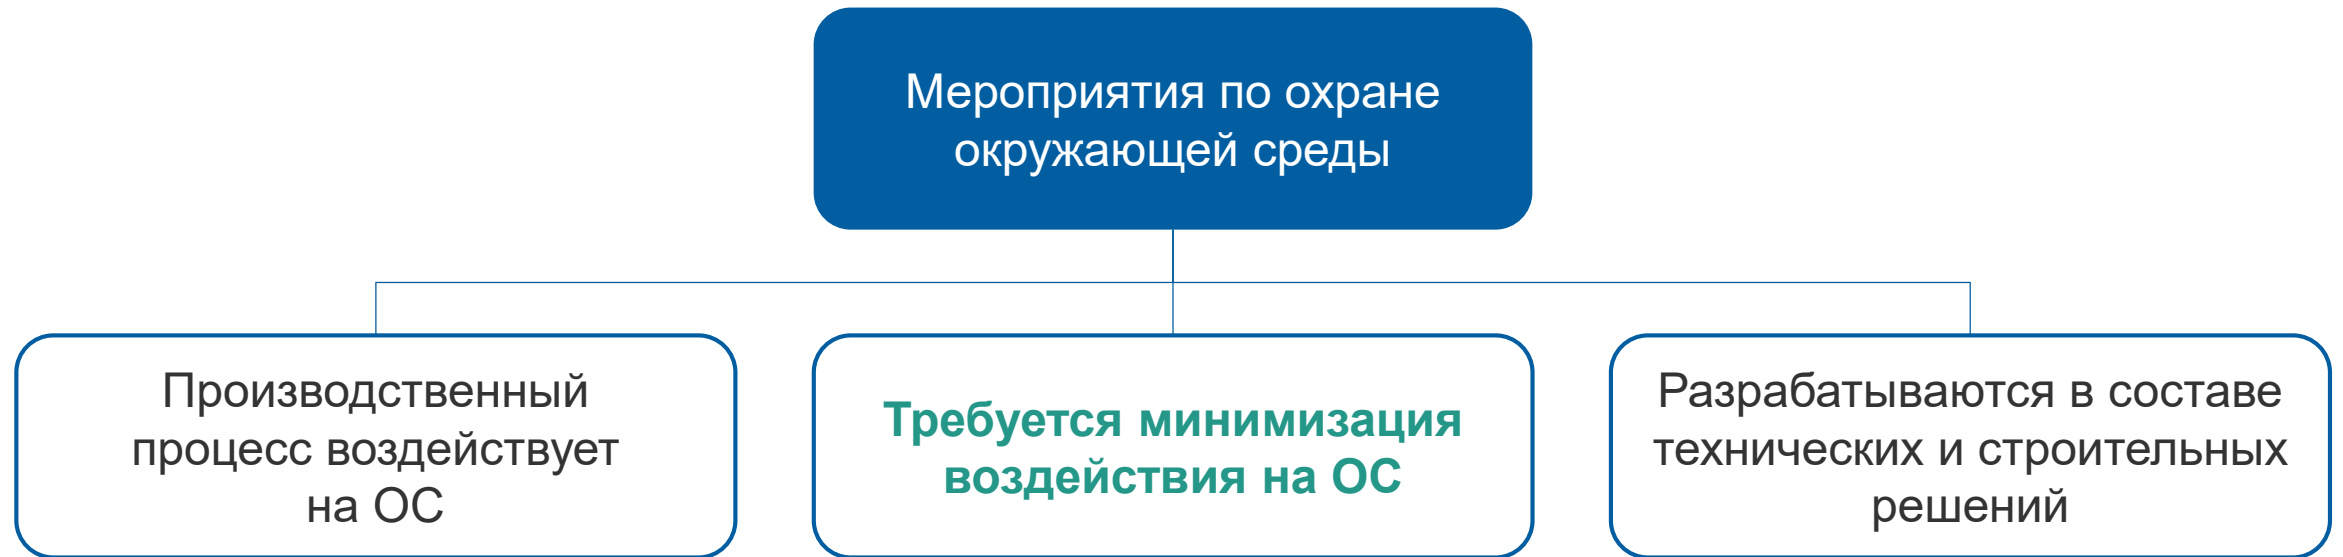 Мероприятия по охране
окружающей среды
Производственный
процесс воздействует
на ОС
Требуется минимизация
воздействия на ОС
Разрабатываются в составе
технических и строительных
решений